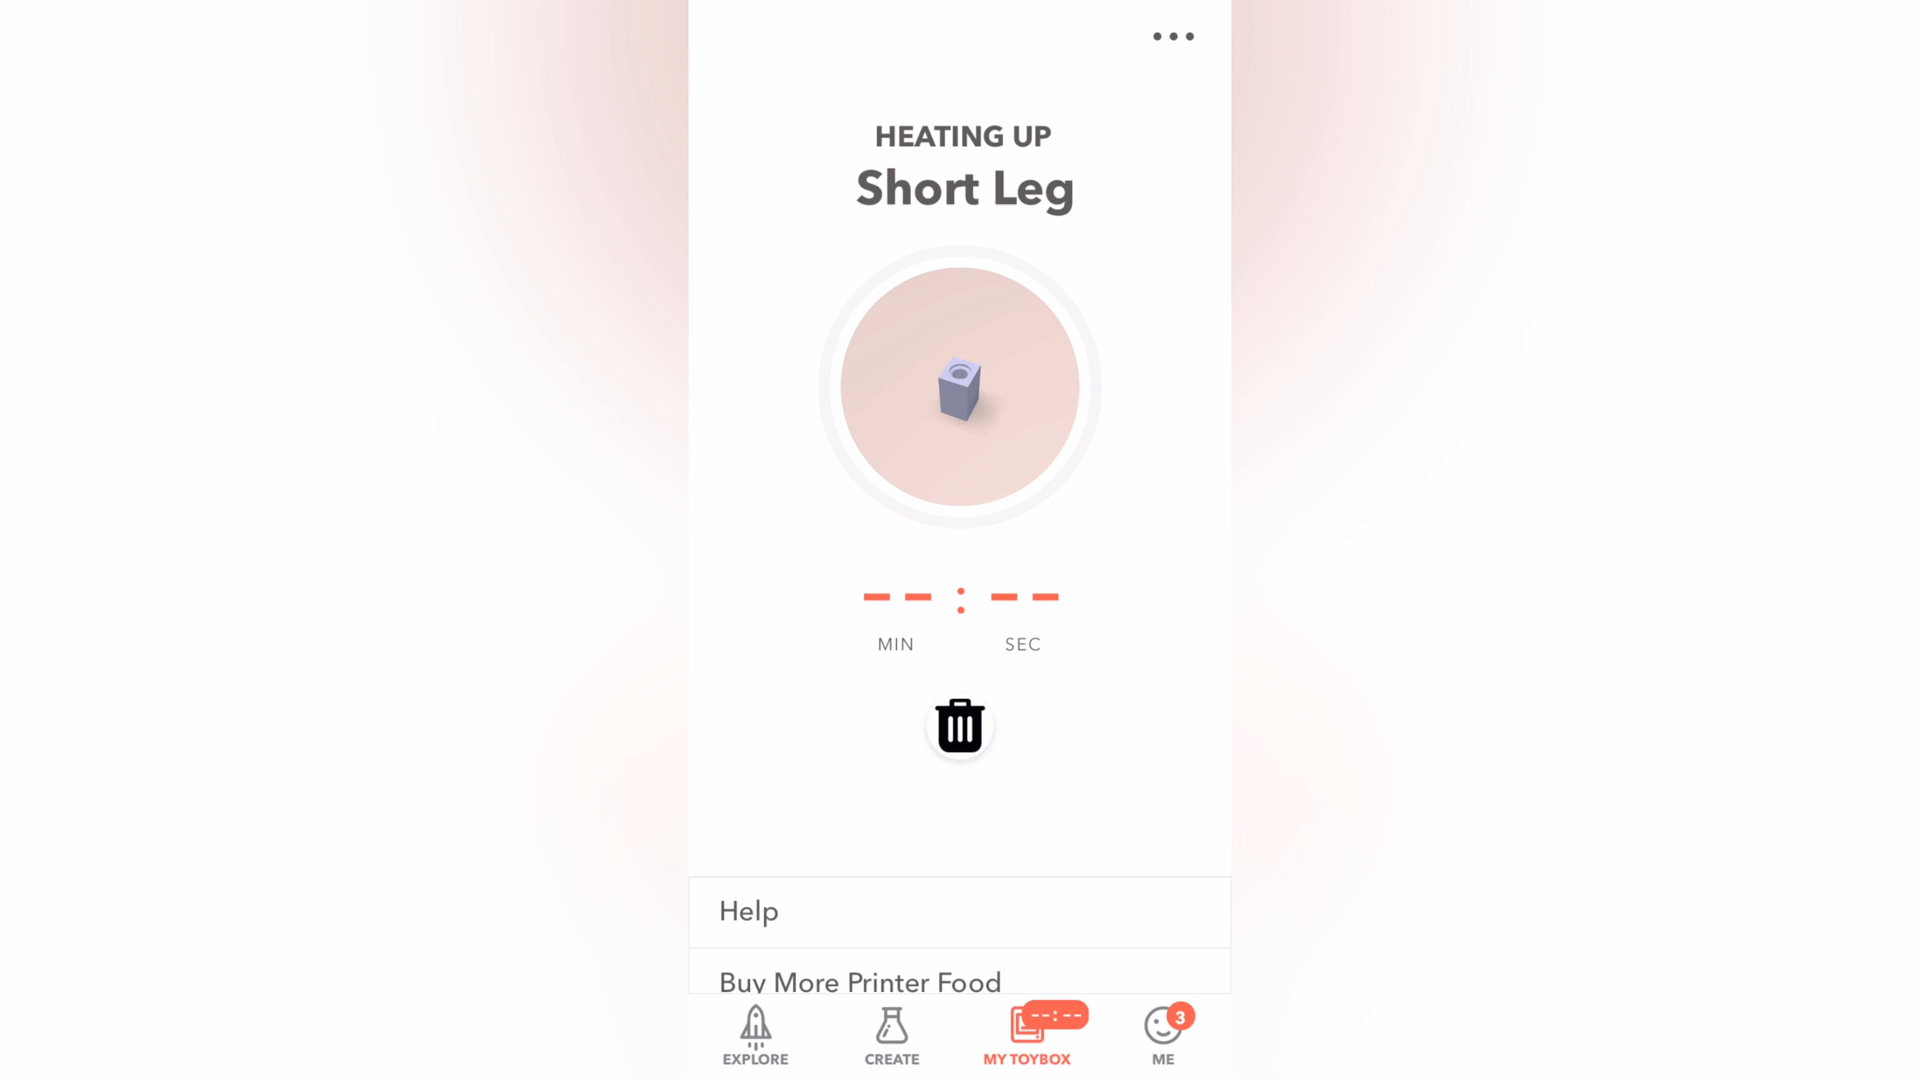 HEATING UP
Short Leg
-- : --
MIN SEC
Help
Buy More Printer Food
--:-- 3
EXPLORE CREATE MY TOYBOX ME